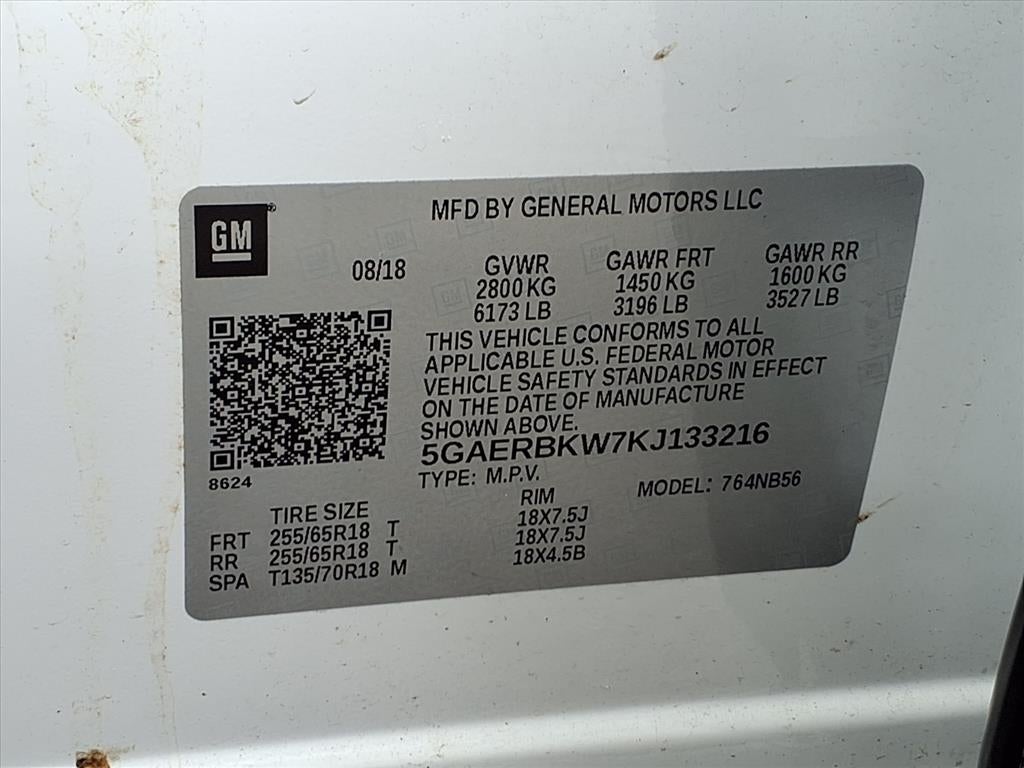 GM®
MFD BY GENERAL MOTORS LLC
08/18
GVWR
2800 KG
6173 LB
GAWR FRT
1450 KG
3196 LB
GAWR RR
1600 KG
3527 LB
THIS VEHICLE CONFORMS TO ALL
APPLICABLE U.S. FEDERAL MOTOR
VEHICLE SAFETY STANDARDS IN EFFECT
ON THE DATE OF MANUFACTURE
SHOWN ABOVE.
5GAERBKW7KJ133216
8624
TYPE: M.P.V.
MODEL: 764NB56
TIRE SIZE RIM
FRT 255/65R18 T 18X7.5J
RR 255/65R18 T 18X7.5J
SPA T135/70R18 M 18X4.5B